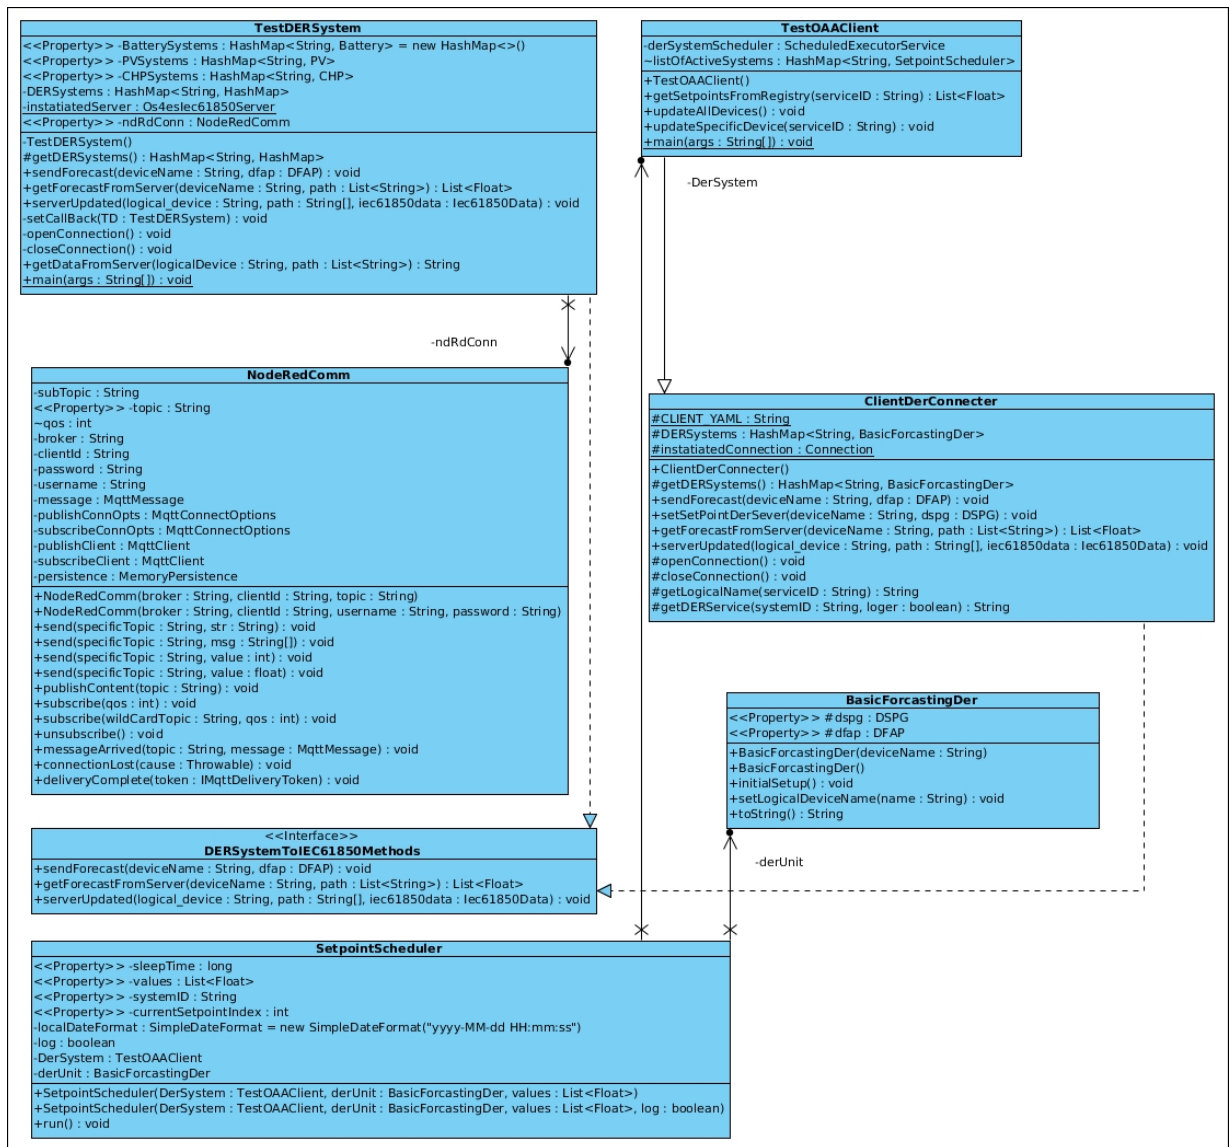 TestDERSystem
<<Property>> -BatterySystems : HashMap<String, Battery> = new HashMap<>()
<<Property>> -PVSystems : HashMap<String, PV>
<<Property>> -CHPSystems : HashMap<String, CHP>
-DERSystems : HashMap<String, HashMap>
-instatiatedServer : Os4esIec61850Server
<<Property>> -ndRdConn : NodeRedComm
-TestDERSystem()
#getDERSystems() : HashMap<String, HashMap>
+sendForecast(deviceName : String, dfap : DFAP) : void
+getForecastFromServer(deviceName : String, path : List<String>) : List<Float>
+serverUpdated(logical_device : String, path : String[], iec61850data : Iec61850Data) : void
-setCallBack(TD : TestDERSystem) : void
-openConnection() : void
-closeConnection() : void
+getDataFromServer(logicalDevice : String, path : List<String>) : String
+main(args : String[]) : void
TestOAAClient
-derSystemScheduler : ScheduledExecutorService
~listOfActiveSystems : HashMap<String, SetpointScheduler>
+TestOAAClient()
+getSetpointsFromRegistry(serviceID : String) : List<Float>
+updateAllDevices() : void
+updateSpecificDevice(serviceID : String) : void
+main(args : String[]) : void
-DerSystem
-ndRdConn
NodeRedComm
-subTopic : String
<<Property>> -topic : String
~qos : int
-broker : String
-clientId : String
-password : String
-username : String
-message : MqttMessage
-publishConnOpts : MqttConnectOptions
-subscribeConnOpts : MqttConnectOptions
-publishClient : MqttClient
-subscribeClient : MqttClient
-persistence : MemoryPersistence
+NodeRedComm(broker : String, clientId : String, topic : String)
+NodeRedComm(broker : String, clientId : String, username : String, password : String)
+send(specificTopic : String, str : String) : void
+send(specificTopic : String, msg : String[]) : void
+send(specificTopic : String, value : int) : void
+send(specificTopic : String, value : float) : void
+publishContent(topic : String) : void
+subscribe(qos : int) : void
+subscribe(wildCardTopic : String, qos : int) : void
+unsubscribe() : void
+messageArrived(topic : String, message : MqttMessage) : void
+connectionLost(cause : Throwable) : void
+deliveryComplete(token : IMqttDeliveryToken) : void
ClientDerConnecter
#CLIENT_YAML : String
#DERSystems : HashMap<String, BasicForcastingDer>
#instatiatedConnection : Connection
+ClientDerConnecter()
#getDERSystems() : HashMap<String, BasicForcastingDer>
+sendForecast(deviceName : String, dfap : DFAP) : void
+setSetPointDerSever(deviceName : String, dspg : DSPG) : void
+getForecastFromServer(deviceName : String, path : List<String>) : List<Float>
+serverUpdated(logical_device : String, path : String[], iec61850data : Iec61850Data) : void
#openConnection() : void
#closeConnection() : void
#getLogicalName(serviceID : String) : String
#getDERService(systemID : String, loger : boolean) : String
BasicForcastingDer
<<Property>> #dspg : DSPG
<<Property>> #dfap : DFAP
+BasicForcastingDer(deviceName : String)
+BasicForcastingDer()
+initialSetup() : void
+setLogicalDeviceName(name : String) : void
+toString() : String
-derUnit
<<Interface>>
DERSystemToIEC61850Methods
+sendForecast(deviceName : String, dfap : DFAP) : void
+getForecastFromServer(deviceName : String, path : List<String>) : List<Float>
+serverUpdated(logical_device : String, path : String[], iec61850data : Iec61850Data) : void
SetpointScheduler
<<Property>> -sleepTime : long
<<Property>> -values : List<Float>
<<Property>> -systemID : String
<<Property>> -currentSetpointIndex : int
-localDateFormat : SimpleDateFormat = new SimpleDateFormat("yyyy-MM-dd HH:mm:ss")
-log : boolean
-DerSystem : TestOAAClient
-derUnit : BasicForcastingDer
+SetpointScheduler(DerSystem : TestOAAClient, derUnit : BasicForcastingDer, values : List<Float>)
+SetpointScheduler(DerSystem : TestOAAClient, derUnit : BasicForcastingDer, values : List<Float>, log : boolean)
+run() : void